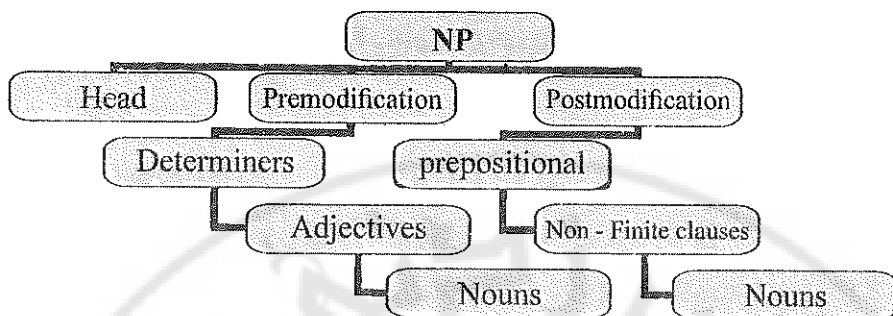 NP
Head
Premodification
Postmodification
Determiners
prepositional
Adjectives
Non - Finite clauses
Nouns
Nouns